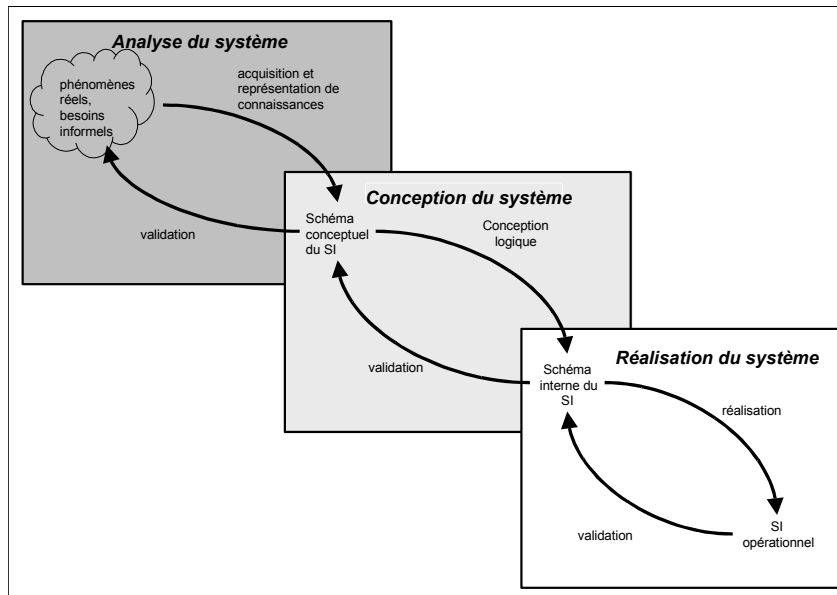 Analyse du système
phénomènes
réels,
besoins
informels
acquisition et
représentation de
connaissances
validation
Conception du système
Schéma
conceptuel
du SI
Conception
logique
validation
Réalisation du système
Schéma
interne du
SI
réalisation
validation
SI
opérationnel